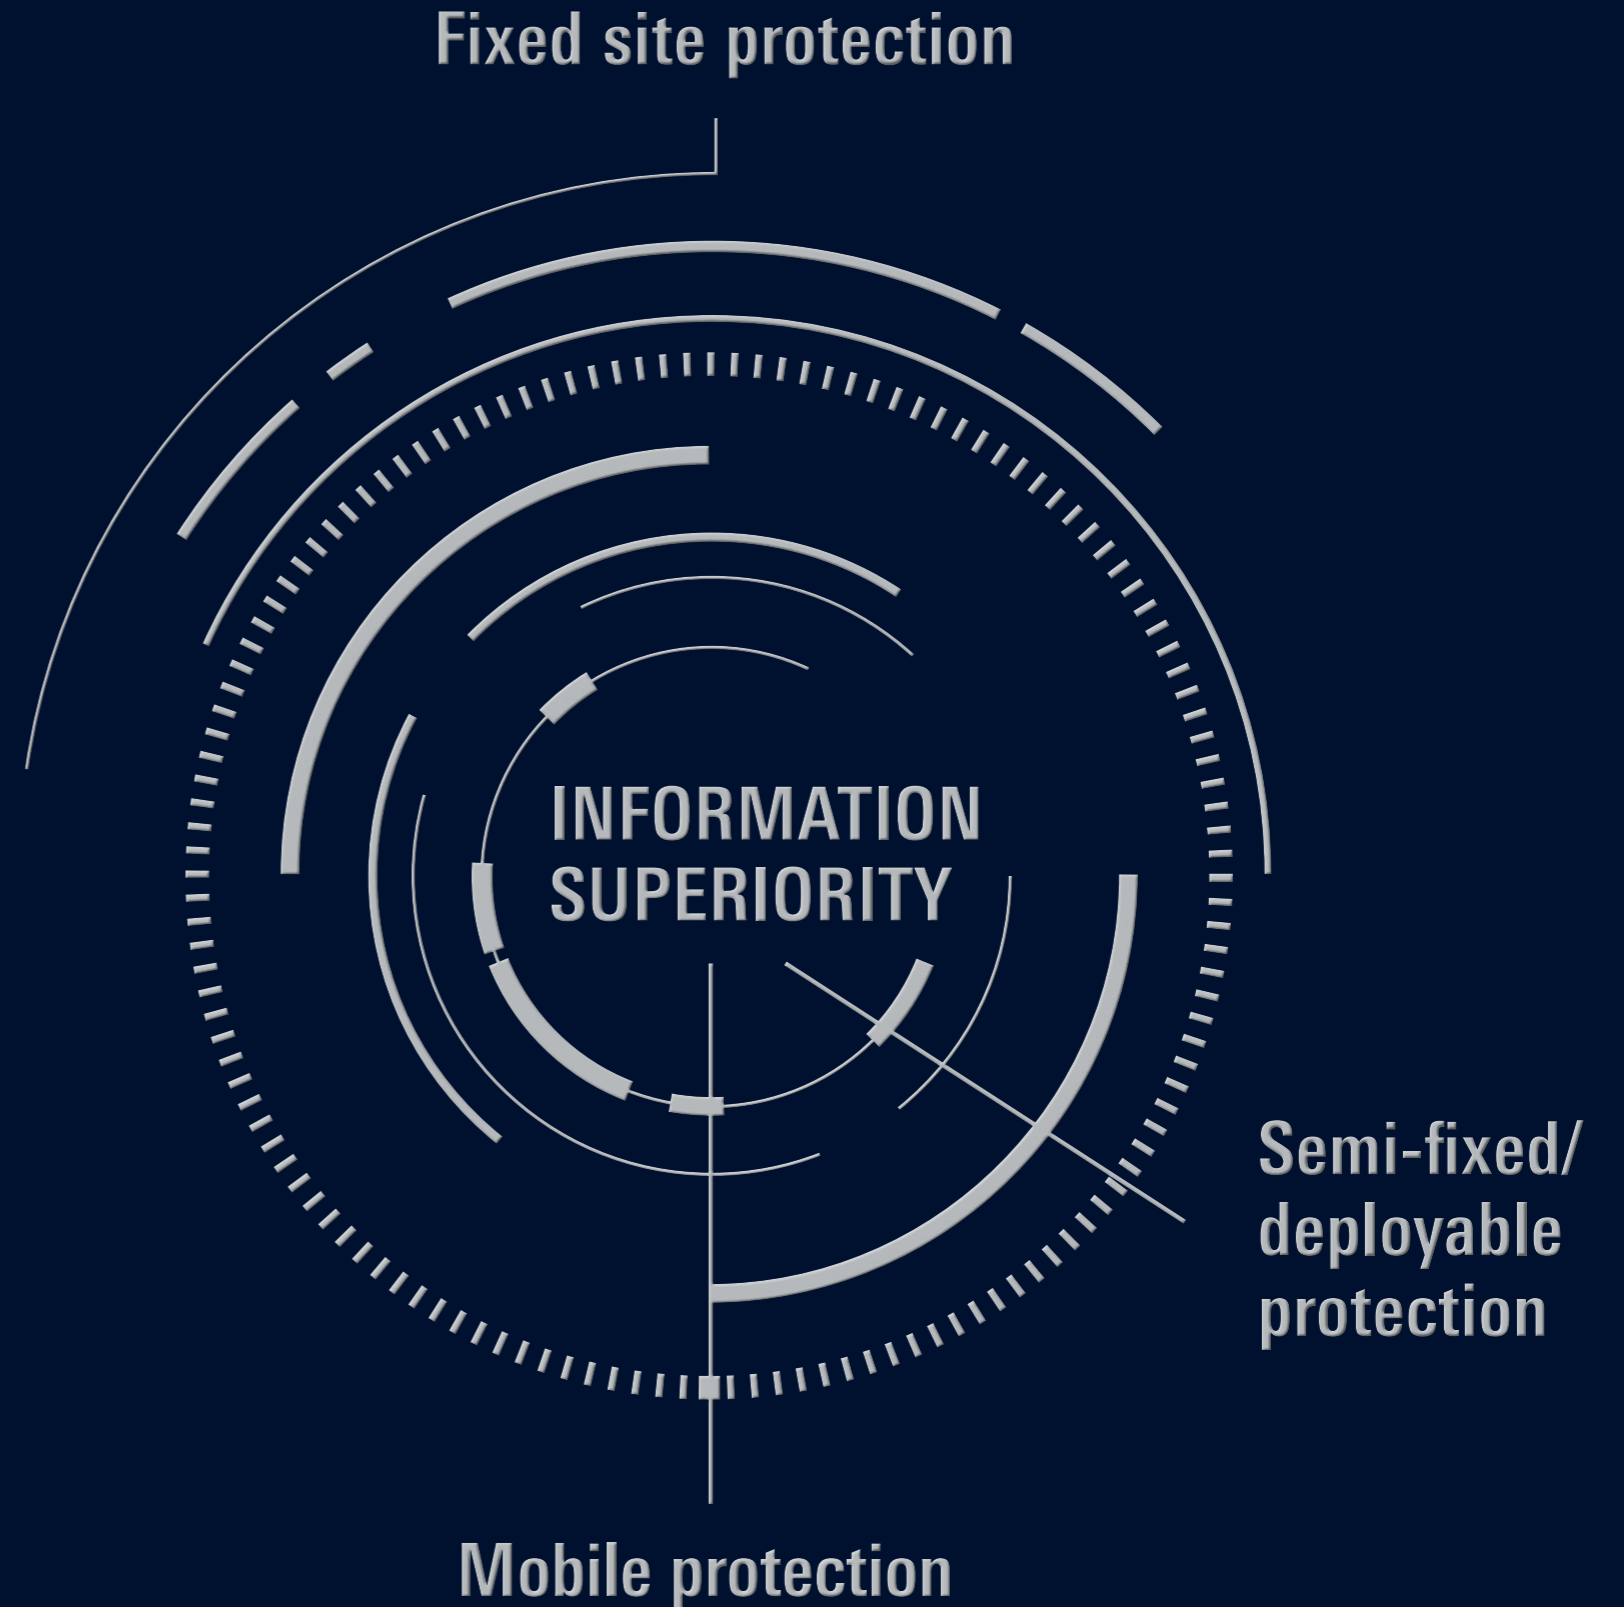 Fixed site protection
INFORMATION
SUPERIORITY
Semi-fixed/
deployable
protection
Mobile protection